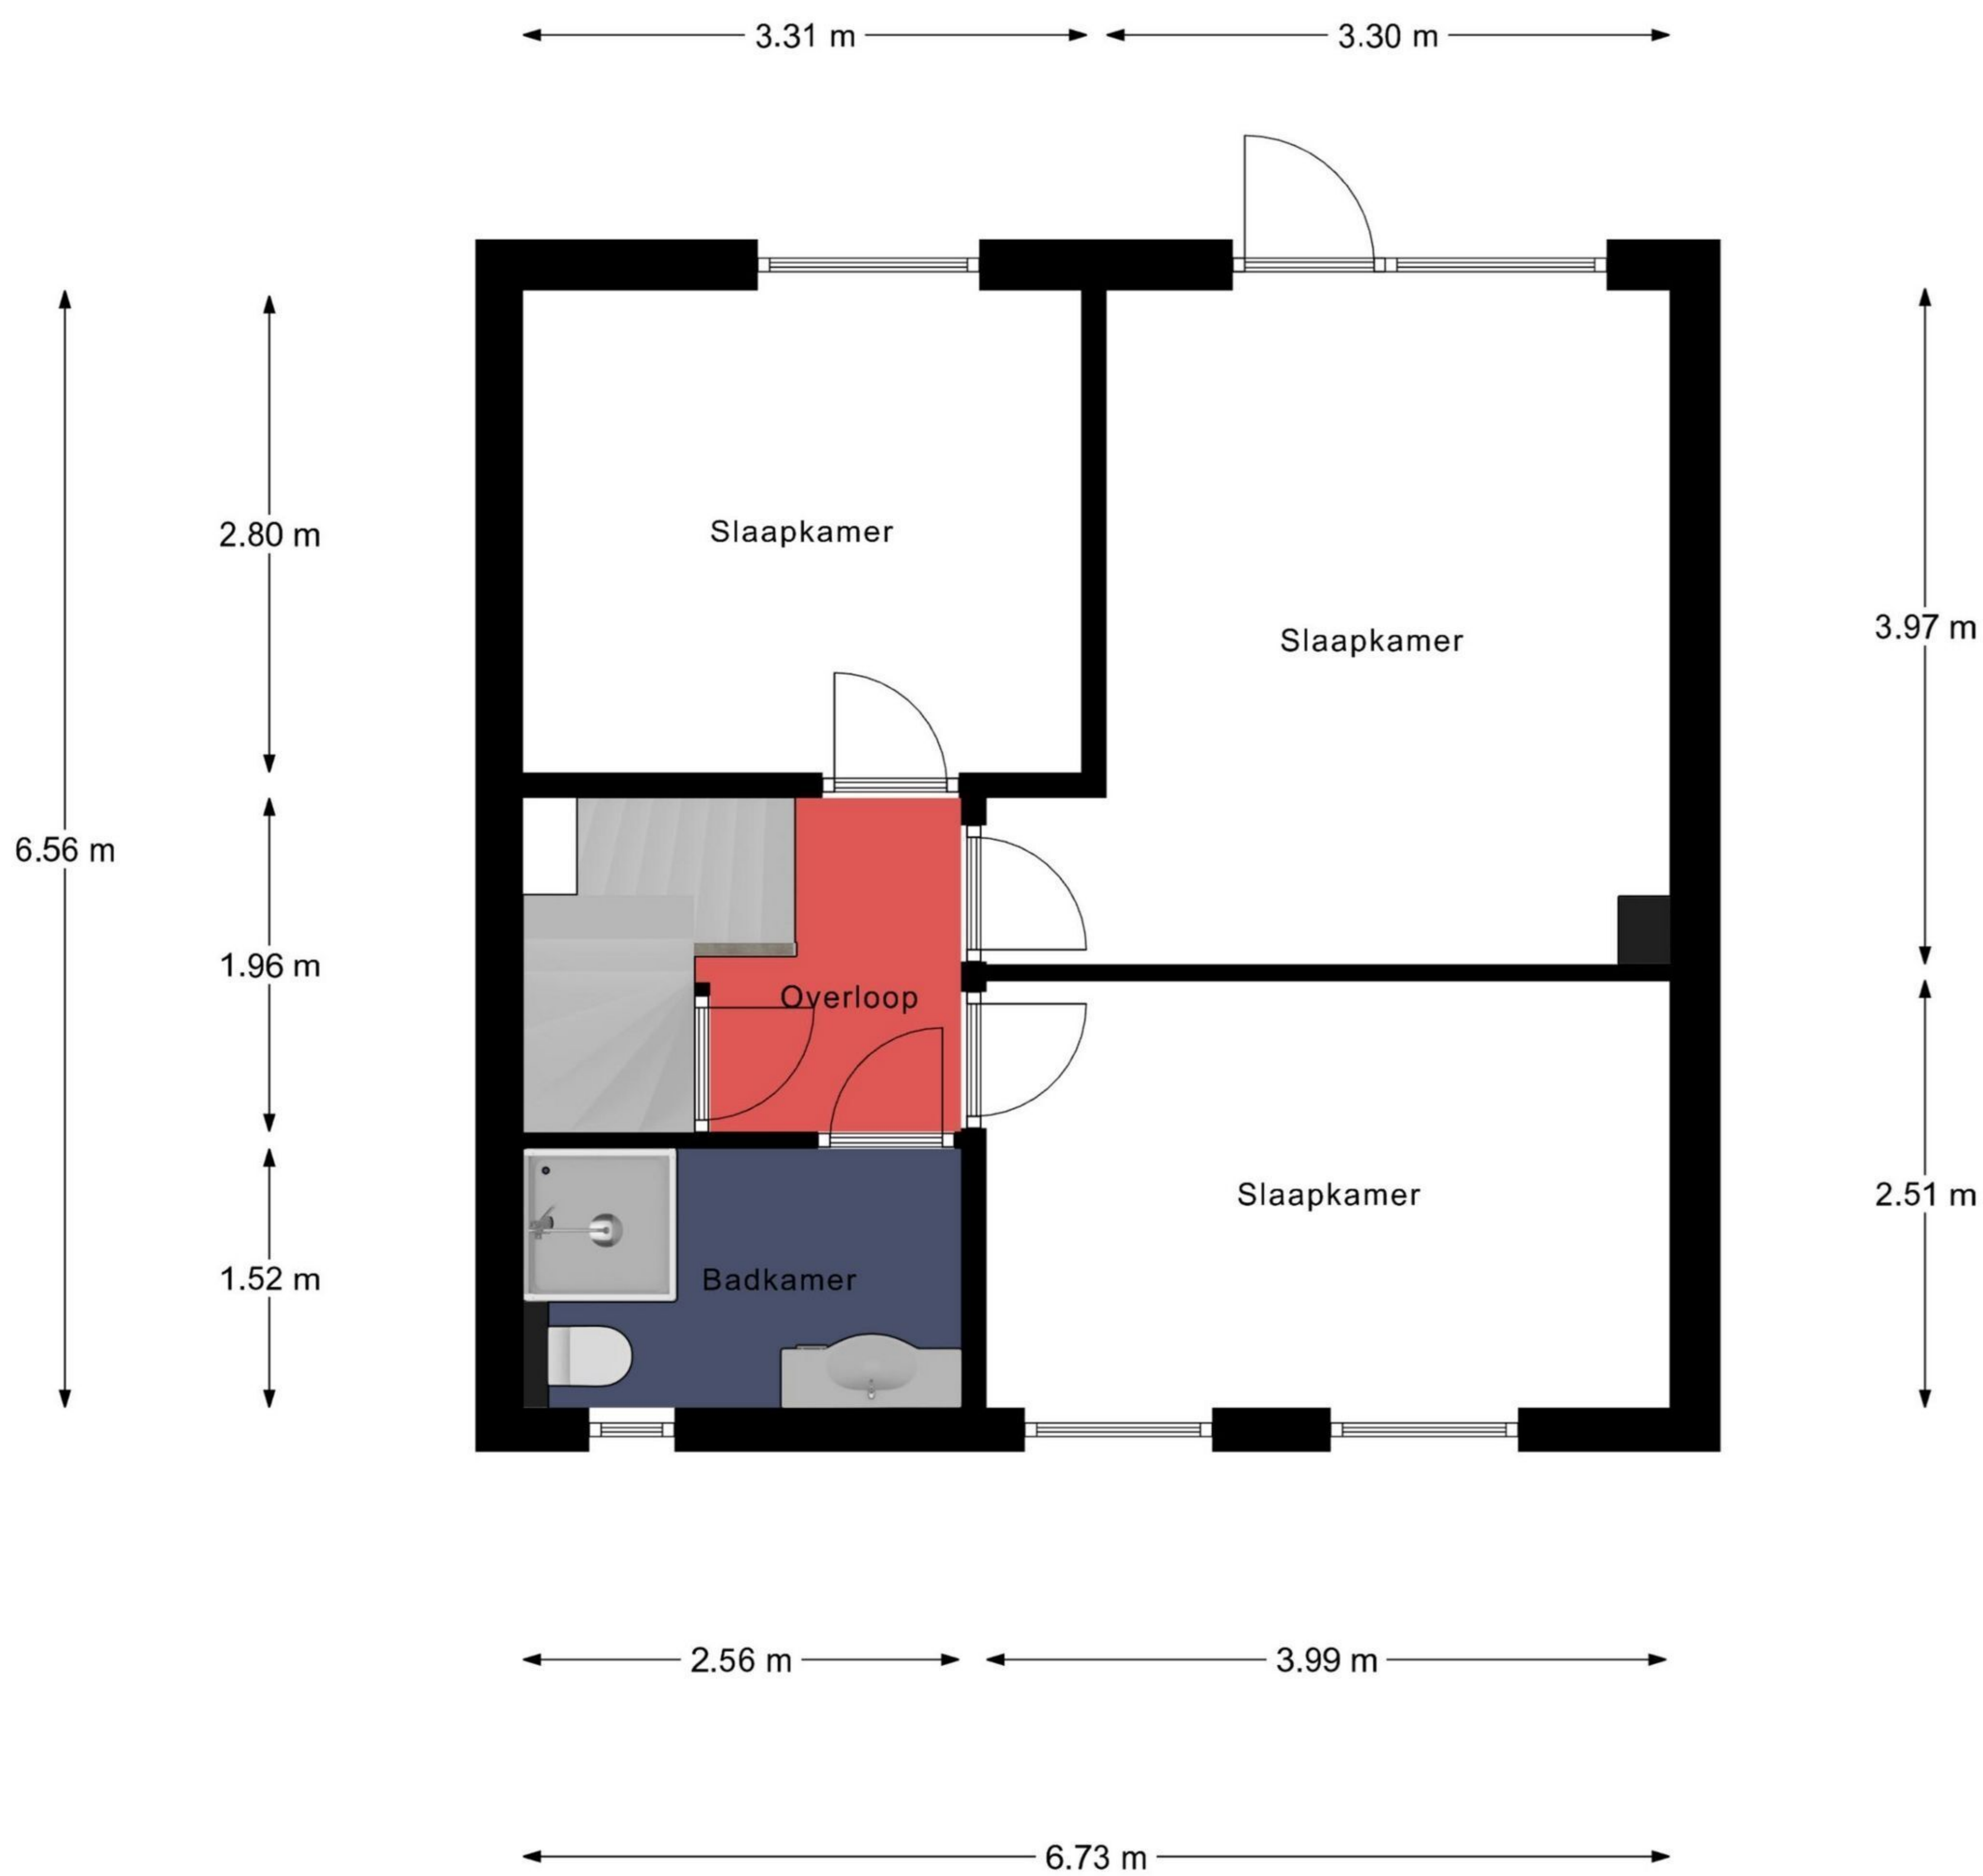 3.31 m
3.30 m
2.80 m
Slaapkamer
3.97 m
Slaapkamer
6.56 m
1.96 m
Overloop
2.51 m
Slaapkamer
1.52 m
Badkamer
2.56 m
3.99 m
6.73 m